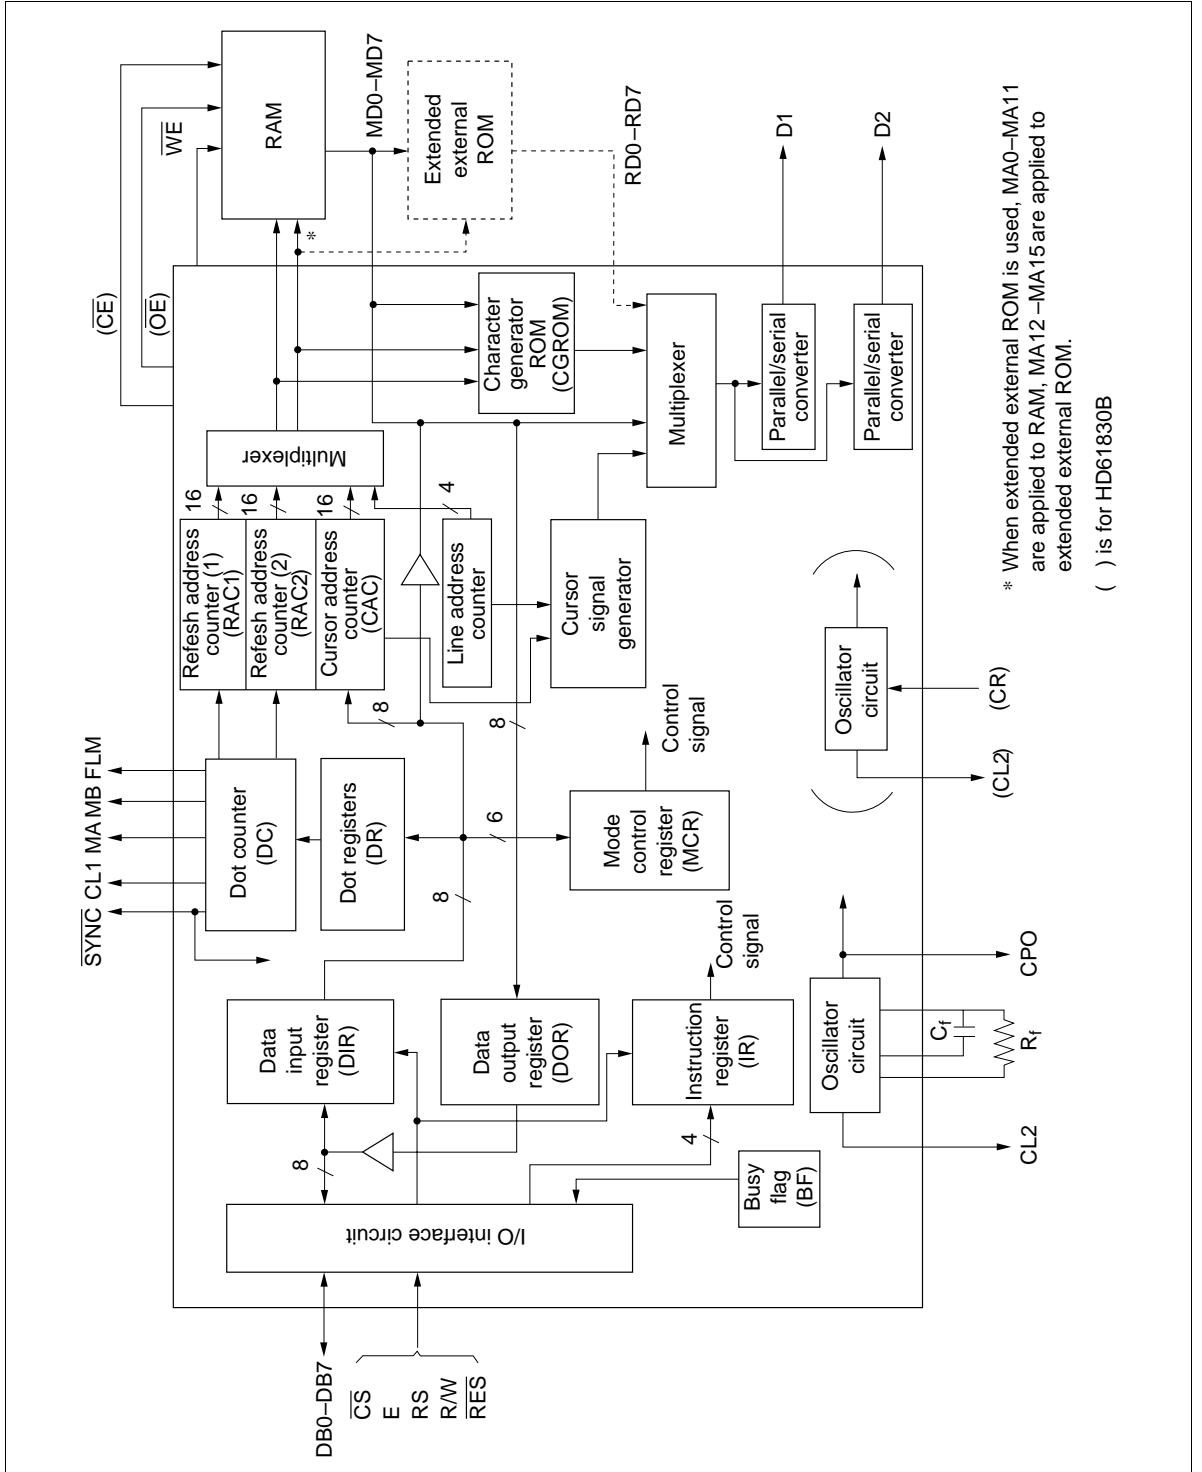 SYNC CL1 MA MB FLM
(CE)
(OE)
WE
RAM
MD0–MD7
Extended
external
ROM
RD0–RD7
*
Dot counter
(DC)
Dot registers
(DR)
Refesh address
counter (1)
(RAC1)
Refesh address
counter (2)
(RAC2)
Cursor address
counter
(CAC)
16
16
16
Multiplexer
4
Line address
counter
Cursor
signal
generator
Character
generator
ROM
(CGROM)
Multiplexer
Parallel/serial
converter
Parallel/serial
converter
D1
D2
8
8
8
6
Mode
control
register
(MCR)
Control
signal
Data
input
register
(DIR)
Data
output
register
(DOR)
Instruction
register
(IR)
Control
signal
8
4
I/O interface circuit
Busy
flag
(BF)
DB0–DB7
CS
E
RS
R/W
RES
Oscillator
circuit
Cf
Rf
CL2
CPO
Oscillator
circuit
(CL2)
(CR)
* When extended external ROM is used, MA0–MA11
are applied to RAM, MA12 –MA15are applied to
extended external ROM.
( ) is for HD61830B